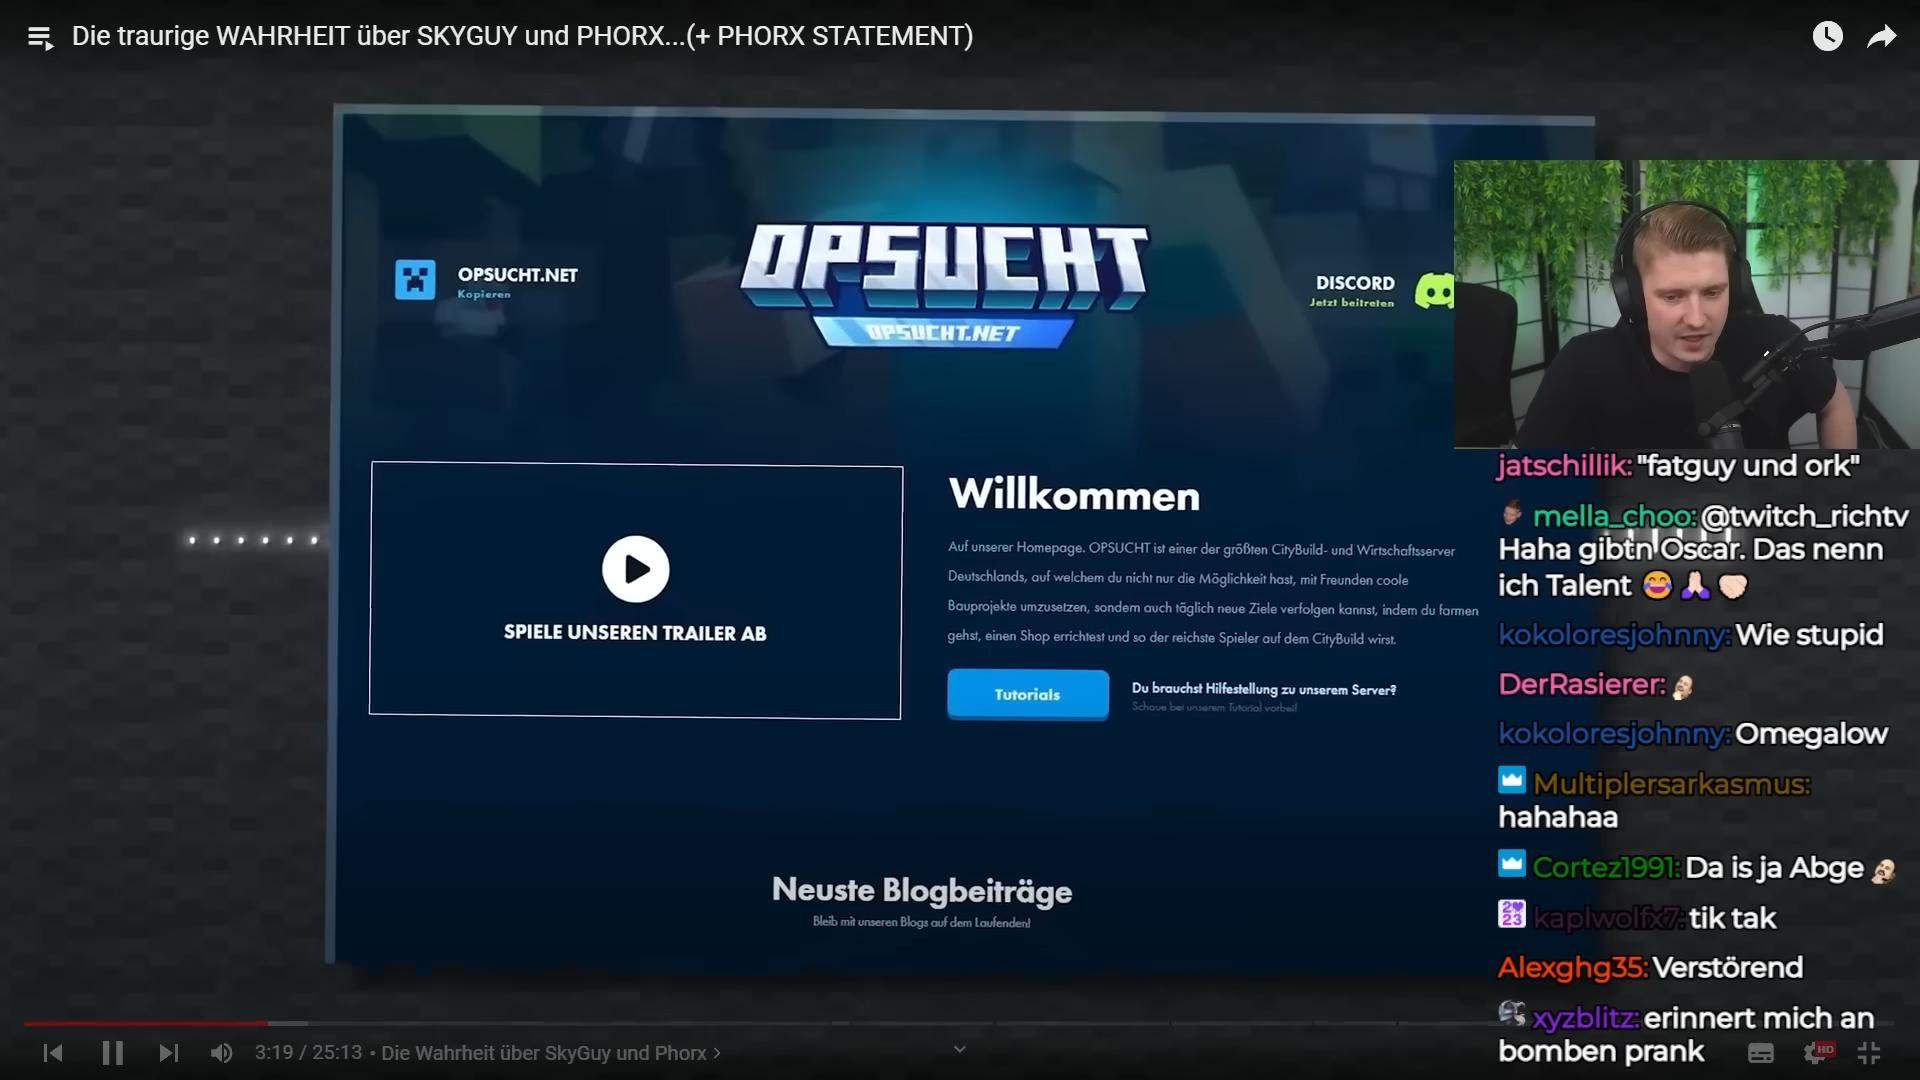 Die traurige WAHRHEIT über SKYGUY und PHORX...(+ PHORX STATEMENT)
OPSUCHT
OPSUCHT.NET
OPSUCHT.NET
Kopieren
DISCORD
Jetzt beitreten
SPIELE UNSEREN TRAILER AB
Willkommen
Auf unserer Homepage. OPSUCHT ist einer der größten CityBuild- und Wirtschaftsserver
Deutschlands, auf welchem du nicht nur die Möglichkeit hast, mit Freunden coole
Bauprojekte umzusetzen, sondern auch täglich neue Ziele verfolgen kannst, indem du farmen
gehst, einen Shop errichtest und so der reichste Spieler auf dem CityBuild wirst.
Tutorials
Du brauchst Hilfestellung zu unserem Server?
Schaue bei unserem Tutorial vorbei!
Neuste Blogbeiträge
Bleib mit unseren Blogs auf dem Laufenden!
jatschillik: "fatguy und ork"
mella_choo: @twitch_richtv
Haha gibtn Oscar. Das nenn
ich Talent 😂🙏🏻🤜🏻
kokoloresjohnny: Wie stupid
DerRasierer:
kokoloresjohnny: Omegalow
Multiplersarkasmus:
hahahaa
Cortez1991: Da is ja Abge
2023 kaplwolfx7: tik tak
Alexghg35: Verstörend
xyzblitz: erinnert mich an
bomben prank
3:19 / 25:13 • Die Wahrheit über SkyGuy und Phorx >
HD